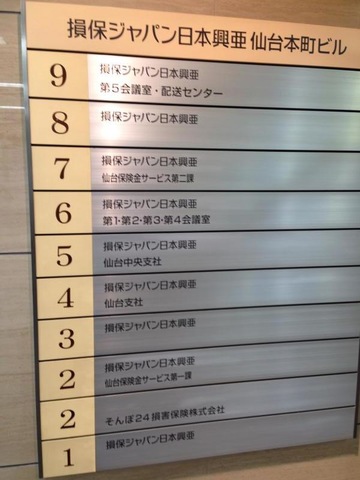 損保ジャパン日本興亜 仙台本町ビル
9
損保ジャパン日本興亜
第5会議室・配送センター
8
損保ジャパン日本興亜
7
損保ジャパン日本興亜
仙台保険金サービス第二課
6
損保ジャパン日本興亜
第1・第2・第3・第4会議室
5
損保ジャパン日本興亜
仙台中央支社
4
損保ジャパン日本興亜
仙台支社
3
損保ジャパン日本興亜
2
損保ジャパン日本興亜
仙台保険金サービス第一課
2
そんぽ24損害保険株式会社
1
損保ジャパン日本興亜